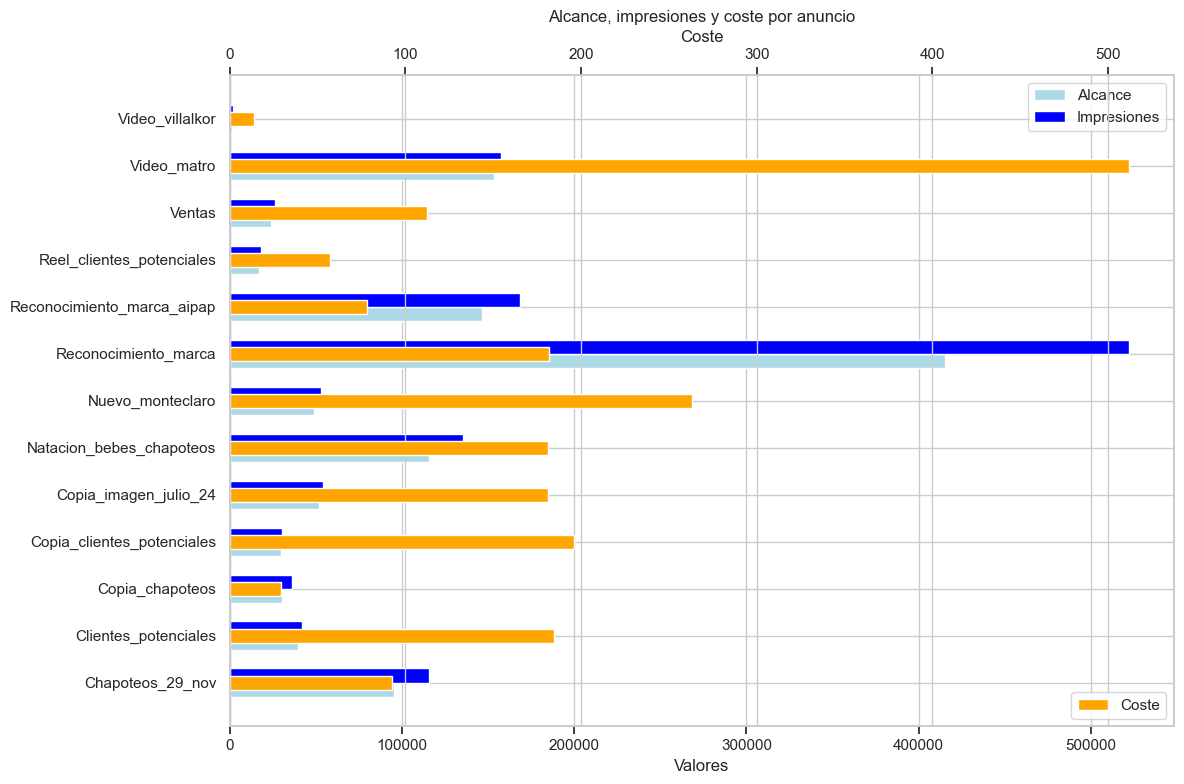 Alcance, impresiones y coste por anuncio
Coste
0 100 200 300 400 500
Alcance
Impresiones
Video_villalkor
Video_matro
Ventas
Reel_clientes_potenciales
Reconocimiento_marca_aipap
Reconocimiento_marca
Nuevo_monteclaro
Natacion_bebes_chapoteos
Copia_imagen_julio_24
Copia_clientes_potenciales
Copia_chapoteos
Clientes_potenciales
Chapoteos_29_nov
Coste
0 100000 200000 300000 400000 500000
Valores